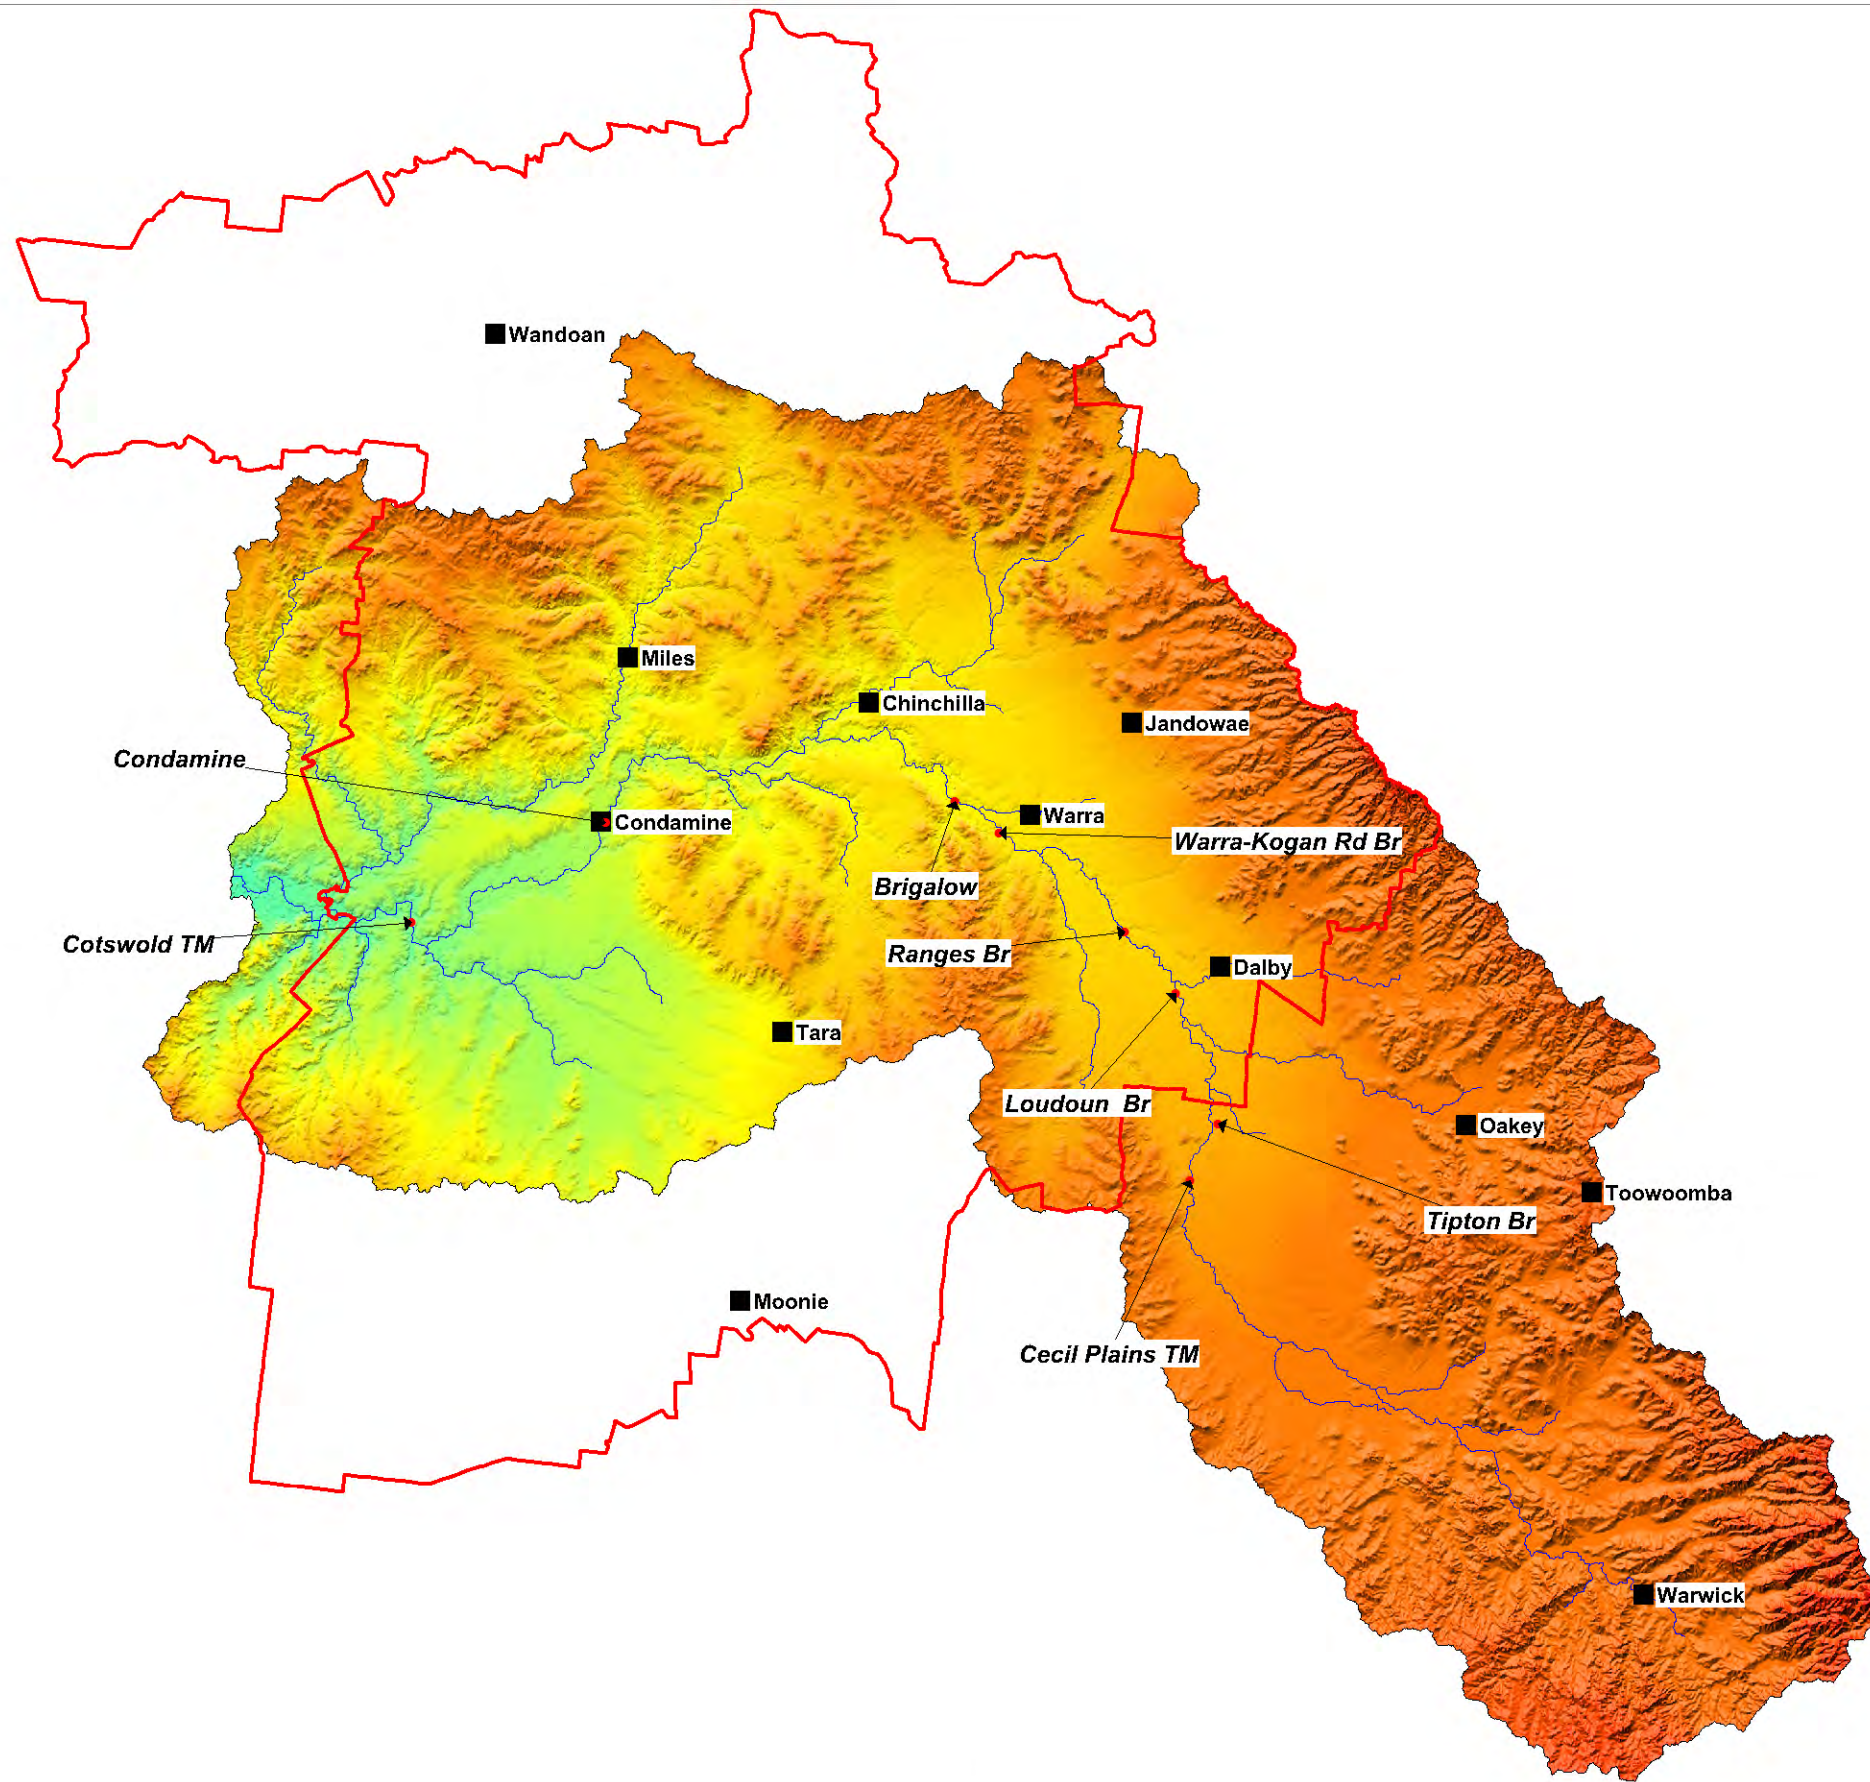 Wandoan
Miles
Chinchilla
Jandowae
Condamine
Condamine
Warra
Warra-Kogan Rd Br
Brigalow
Cotswold TM
Ranges Br
Dalby
Tara
Loudoun Br
Oakey
Toowoomba
Tipton Br
Moonie
Cecil Plains TM
Warwick